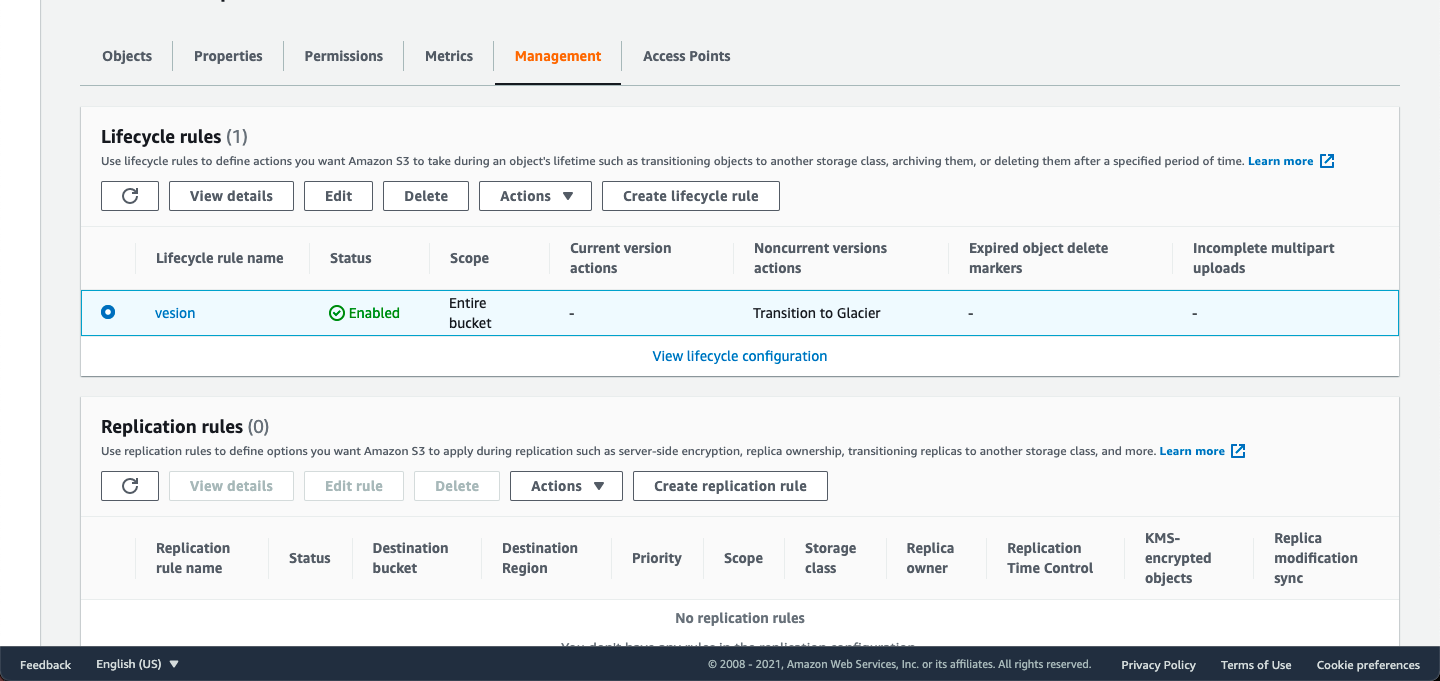 Objects Properties Permissions Metrics Management Access Points
Lifecycle rules (1)
Use lifecycle rules to define actions you want Amazon S3 to take during an object's lifetime such as transitioning objects to another storage class, archiving them, or deleting them after a specified period of time. Learn more
View details Edit Delete Actions Create lifecycle rule
Lifecycle rule name Status Scope Current version actions Noncurrent versions actions Expired object delete markers Incomplete multipart uploads
vesion Enabled Entire bucket - Transition to Glacier - -
View lifecycle configuration
Replication rules (0)
Use replication rules to define options you want Amazon S3 to apply during replication such as server-side encryption, replica ownership, transitioning replicas to another storage class, and more. Learn more
View details Edit rule Delete Actions Create replication rule
Replication rule name Status Destination bucket Destination Region Priority Scope Storage class Replica owner Replication Time Control KMS-encrypted objects Replica modification sync
No replication rules
You don't have any rules in the replication configuration.
Feedback English (US) © 2008 - 2021, Amazon Web Services, Inc. or its affiliates. All rights reserved. Privacy Policy Terms of Use Cookie preferences